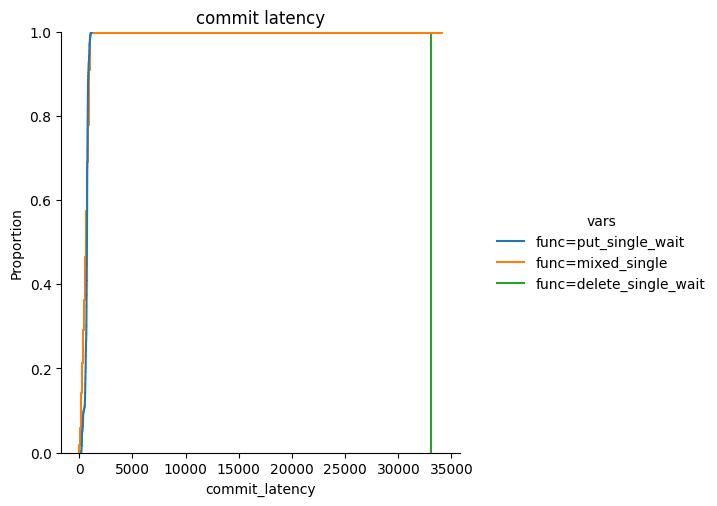 commit latency
1.0
0.8
0.6
0.4
0.2
0.0
Proportion
0 5000 10000 15000 20000 25000 30000 35000
commit_latency
vars
func=put_single_wait
func=mixed_single
func=delete_single_wait